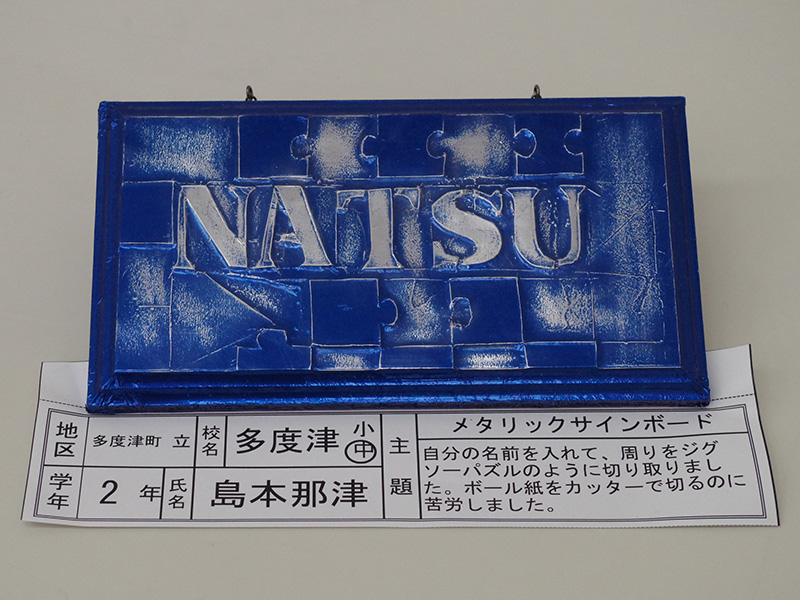 NATSU
地区 多度津町 立 校名 多度津 小 中
学年 2 年 氏名 島本那津
主題 メタリックサインボード
自分の名前を入れて、周りをジグ
ソーパズルのように切り取りまし
た。ボール紙をカッターで切るのに
苦労しました。